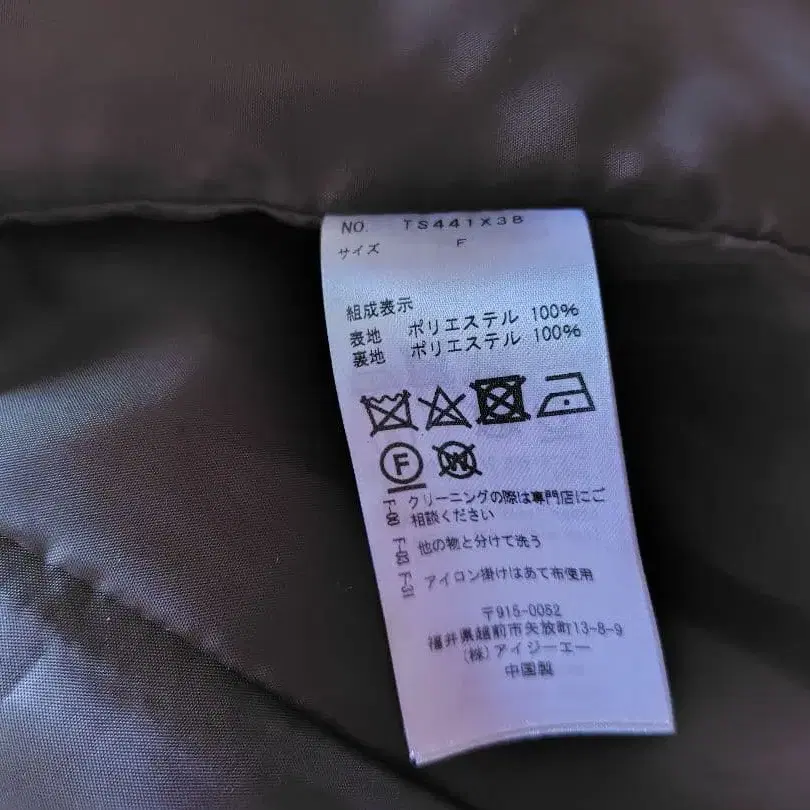 NO. TS441X38
サイズ F
組成表示
表地 ポリエステル 100%
裏地 ポリエステル 100%
F W
クリーニングの際は専門店にご
相談ください
他の物と分けて洗う
アイロン掛けはあて布使用
〒915-0052
福井県越前市矢放町13-8-9
(株)アイジーエー
中国製